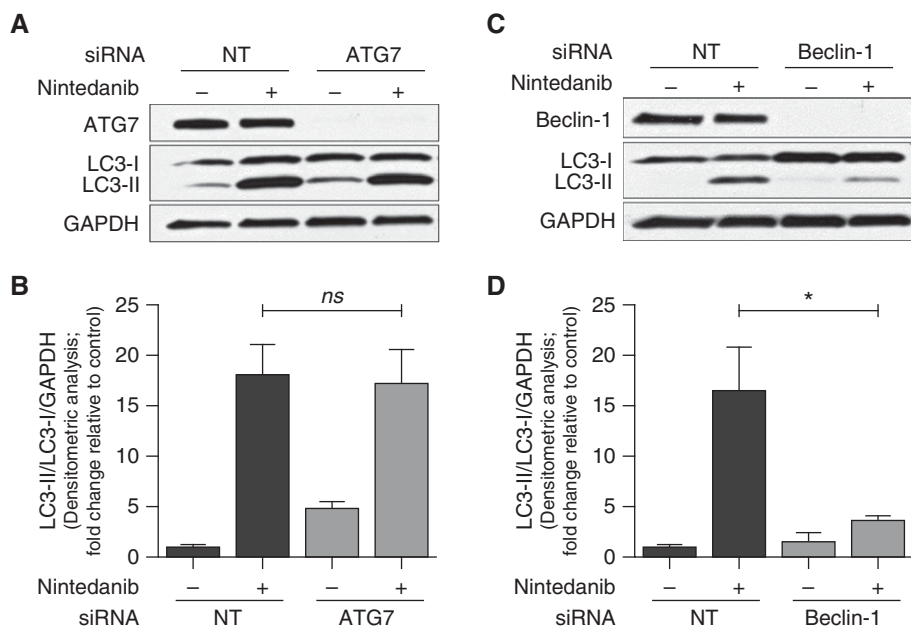 A
siRNA NT ATG7
Nintedanib – + – +
ATG7
LC3-I
LC3-II
GAPDH
C
siRNA NT Beclin-1
Nintedanib – + – +
Beclin-1
LC3-I
LC3-II
GAPDH
B
LC3-II/LC3-I/GAPDH
(Densitometric analysis;
fold change relative to control)
25
20
15
10
5
0
ns
Nintedanib – + – +
siRNA NT ATG7
D
LC3-II/LC3-I/GAPDH
(Densitometric analysis;
fold change relative to control)
25
20
15
10
5
0
*
Nintedanib – + – +
siRNA NT Beclin-1